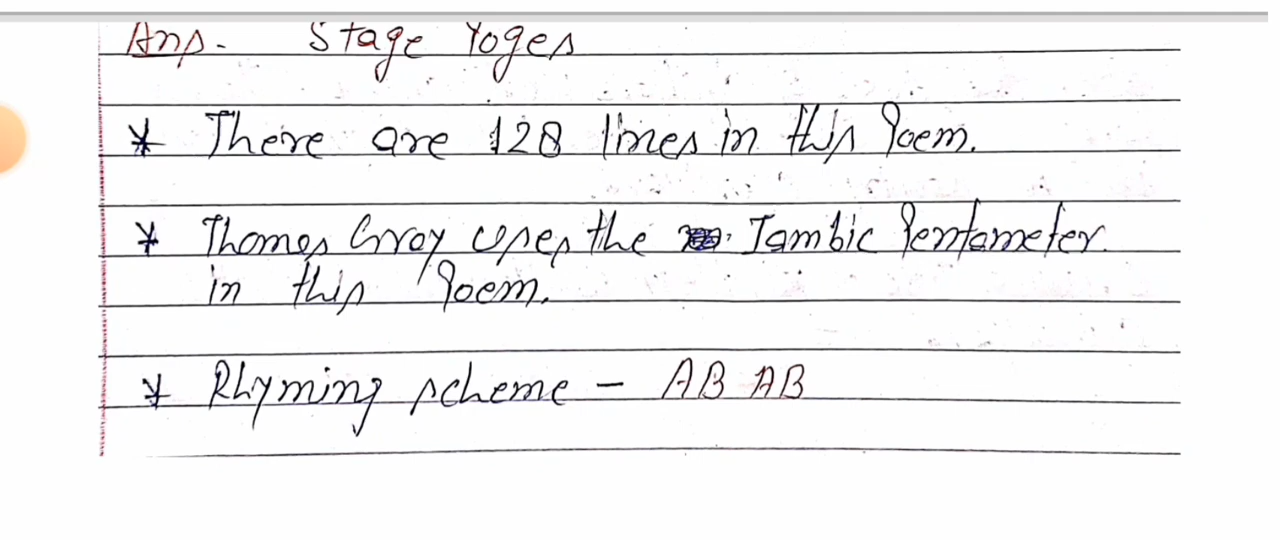 Ans. Stage Yoges
* There are 128 lines in this Poem.
* Thomas Gray uses the Iambic Pentameter.
in this Poem.
* Rhyming scheme - AB AB